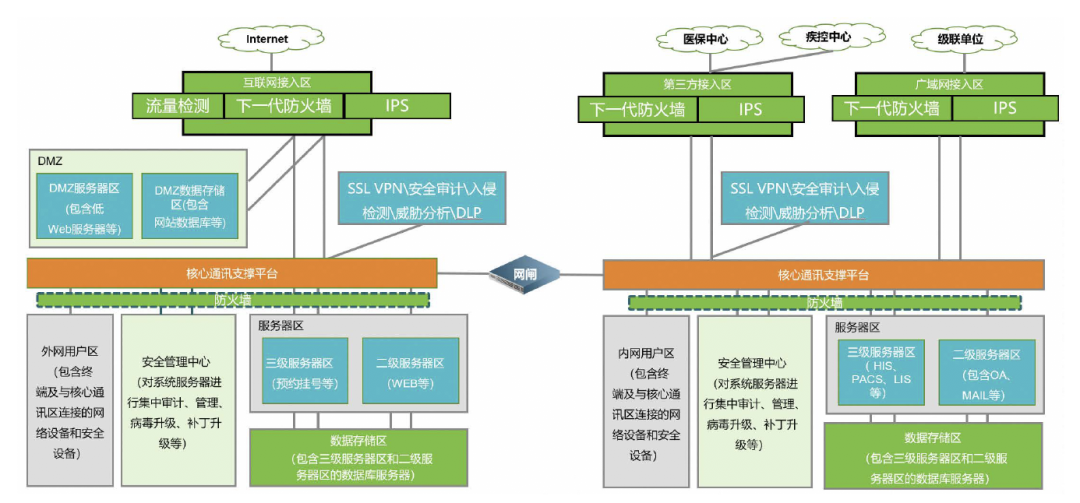 Internet
互联网接入区
流量检测
下一代防火墙
IPS
DMZ
DMZ服务器区
(包含低
Web服务器等)
DMZ数据存储
区(包含
网站数据库等)
SSL VPN\安全审计\入侵
检测\威胁分析\DLP
核心通讯支撑平台
防火墙
外网用户区
(包含终
端及与核心通
讯区连接的网
络设备和安全
设备)
安全管理中心
(对系统服务器进
行集中审计、管理、
病毒升级、补丁升
级等)
服务器区
三级服务器区
(预约挂号等)
二级服务器区
(WEB等)
数据存储区
(包含三级服务器区和二级服
务器区的数据库服务器)
网闸
医保中心
疾控中心
级联单位
第三方接入区
下一代防火墙
IPS
广域网接入区
下一代防火墙
IPS
SSL VPN\安全审计\入侵
检测\威胁分析\DLP
核心通讯支撑平台
防火墙
内网用户区
(包含终
端及与核心通
讯区连接的网
络设备和安全
设备)
安全管理中心
(对系统服务器进
行集中审计、管理、
病毒升级、补丁升
级等)
服务器区
三级服务器区
( HIS、
PACS、LIS
等)
二级服务器区
(包含OA、
MAIL等)
数据存储区
(包含三级服务器区和二级服
务器区的数据库服务器)